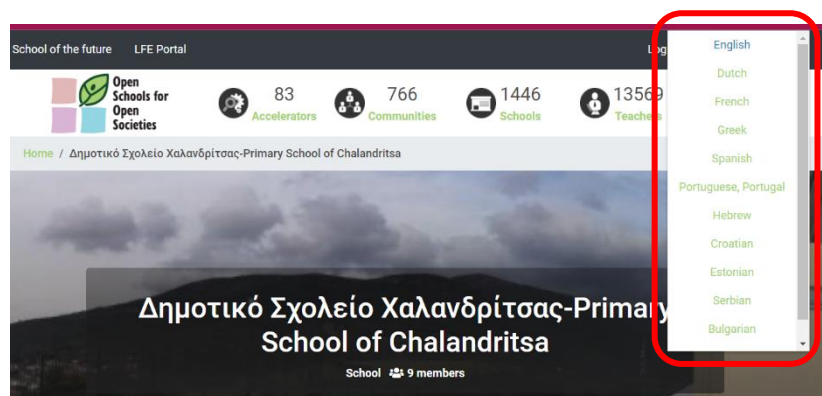 School of the future LFE Portal
Log
Open
Schools for
Open
Societies
83
Accelerators
766
Communities
1446
Schools
13569
Teachers
Home / Δημοτικό Σχολείο Χαλανδρίτσας-Primary School of Chalandritsa
Δημοτικό Σχολείο Χαλανδρίτσας-Primary
School of Chalandritsa
School 9 members
English
Dutch
French
Greek
Spanish
Portuguese, Portugal
Hebrew
Croatian
Estonian
Serbian
Bulgarian